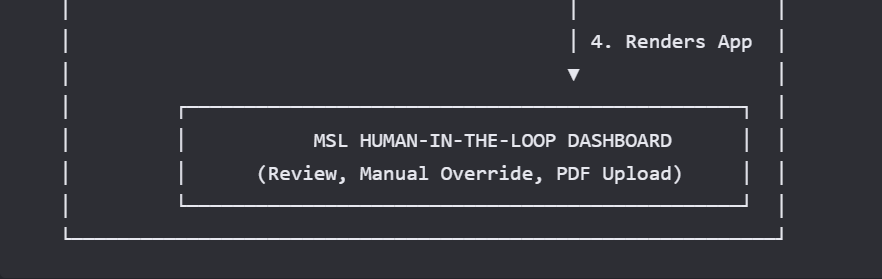 4. Renders App
MSL HUMAN-IN-THE-LOOP DASHBOARD
(Review, Manual Override, PDF Upload)